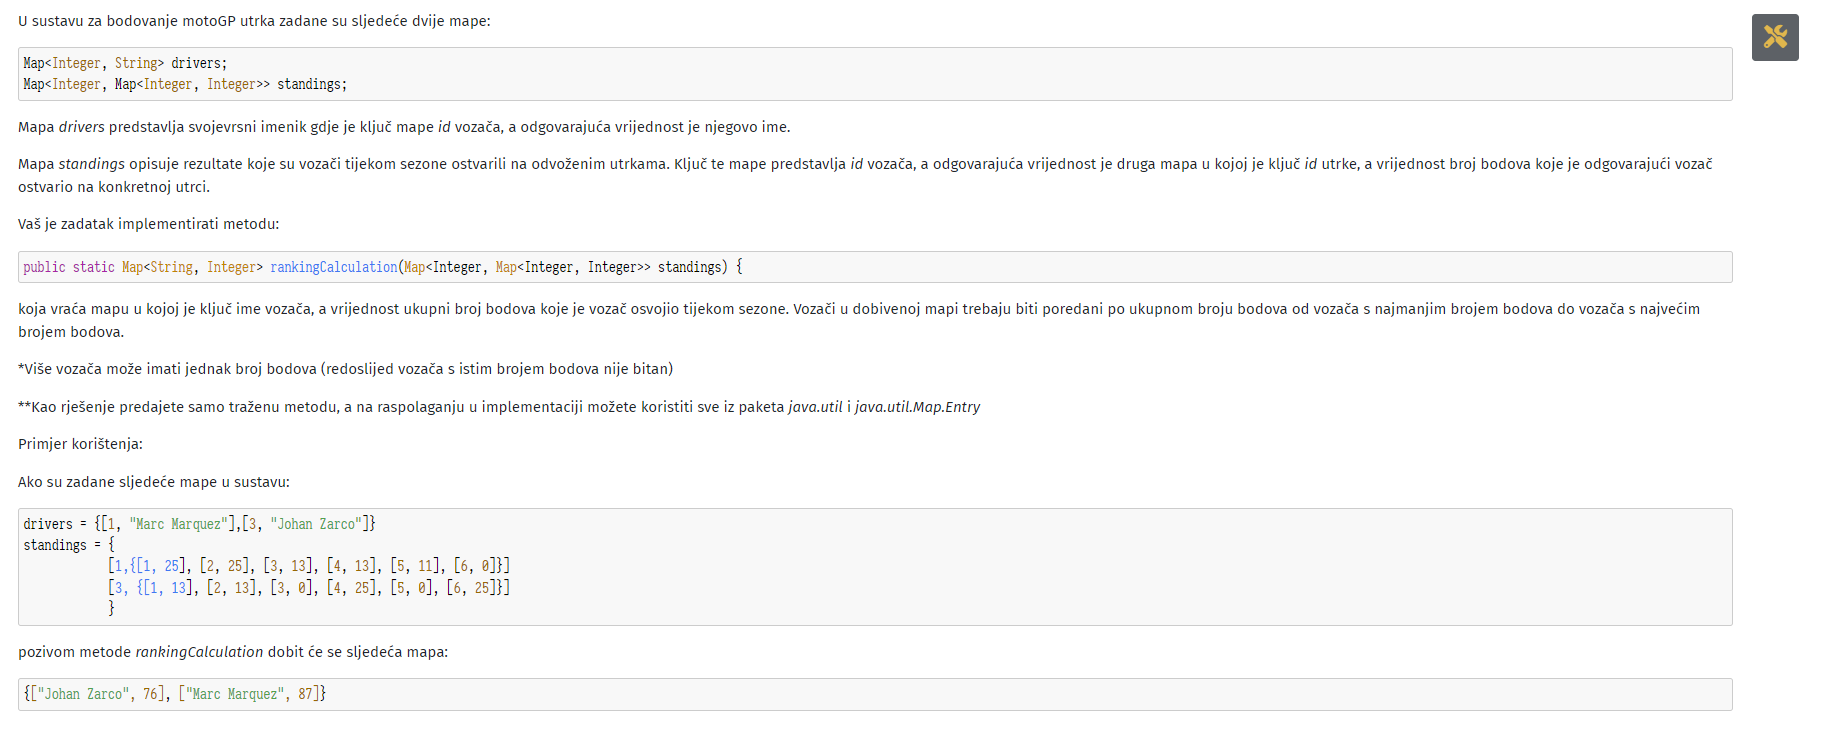 U sustavu za bodovanje motoGP utrka zadane su sljedeće dvije mape:
Map<Integer, String> drivers;
Map<Integer, Map<Integer, Integer>> standings;
Mapa drivers predstavlja svojevrsni imenik gdje je ključ mape id vozača, a odgovarajuća vrijednost je njegovo ime.
Mapa standings opisuje rezultate koje su vozači tijekom sezone ostvarili na odvoženim utrkama. Ključ te mape predstavlja id vozača, a odgovarajuća vrijednost je druga mapa u kojoj je ključ id utrke, a vrijednost broj bodova koje je odgovarajući vozač
ostvario na konkretnoj utrci.
Vaš je zadatak implementirati metodu:
public static Map<String, Integer> rankingCalculation(Map<Integer, Map<Integer, Integer>> standings) {
koja vraća mapu u kojoj je ključ ime vozača, a vrijednost ukupni broj bodova koje je vozač osvojio tijekom sezone. Vozači u dobivenoj mapi trebaju biti poredani po ukupnom broju bodova od vozača s najmanjim brojem bodova do vozača s najvećim
brojem bodova.
*Više vozača može imati jednak broj bodova (redoslijed vozača s istim brojem bodova nije bitan)
**Kao rješenje predajete samo traženu metodu, a na raspolaganju u implementaciji možete koristiti sve iz paketa java.util i java.util.Map.Entry
Primjer korištenja:
Ako su zadane sljedeće mape u sustavu:
drivers = {[1, "Marc Marquez"],[3, "Johan Zarco"]}
standings = {
[1,{[1, 25], [2, 25], [3, 13], [4, 13], [5, 11], [6, 0]}]
[3, {[1, 13], [2, 13], [3, 0], [4, 25], [5, 0], [6, 25]}]
}
pozivom metode rankingCalculation dobit će se sljedeća mapa:
{["Johan Zarco", 76], ["Marc Marquez", 87]}